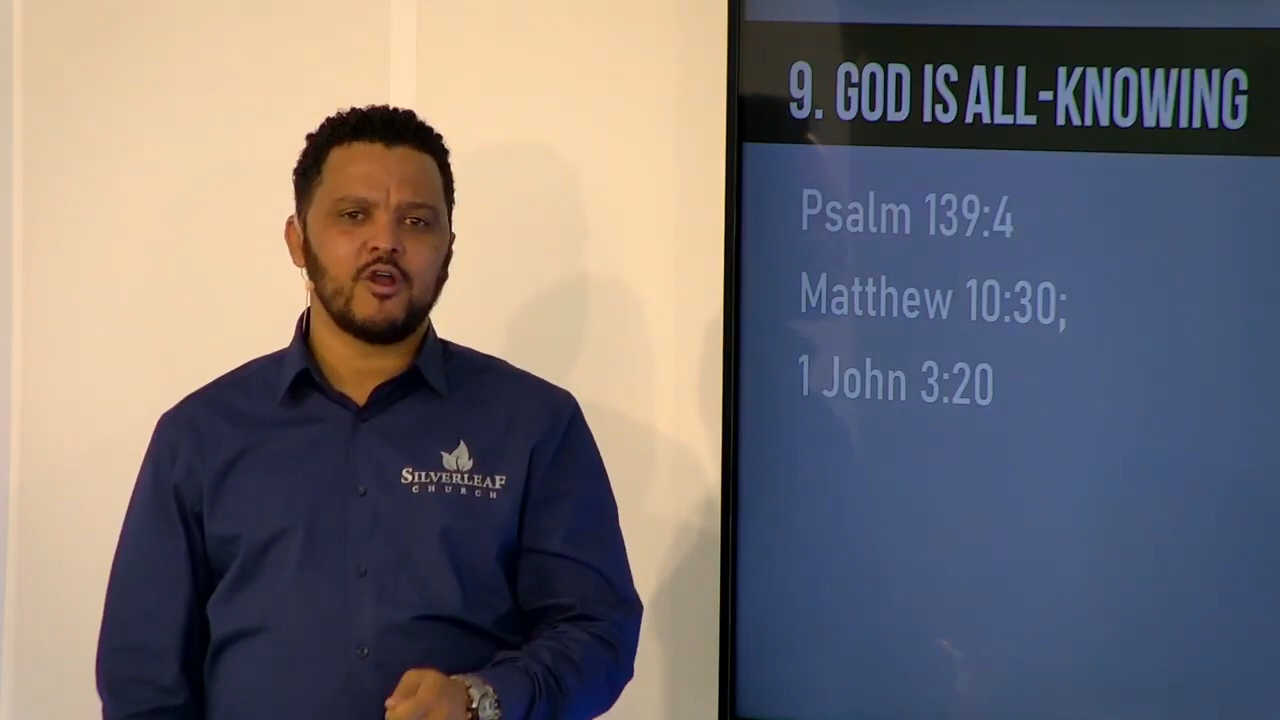 9. GOD IS ALL-KNOWING
Psalm 139:4
Matthew 10:30;
1 John 3:20
SILVERLEAF
CHURCH